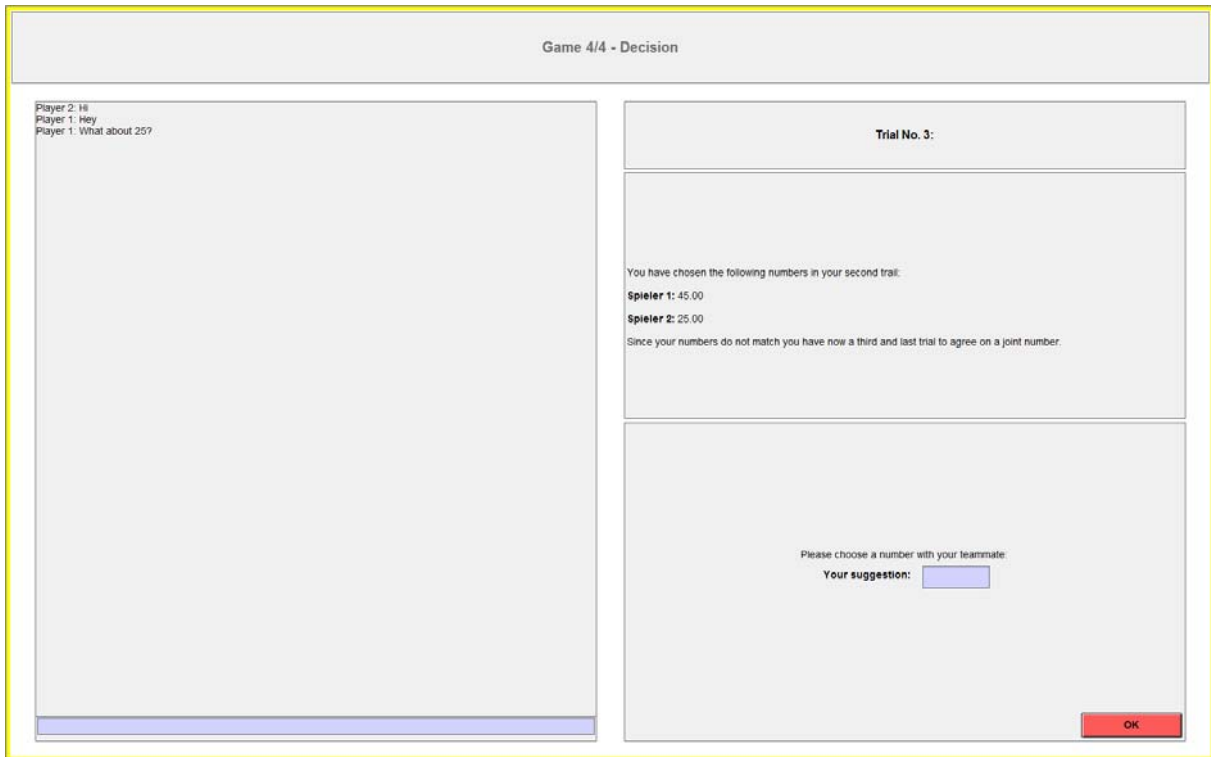 Game 4/4 - Decision
Player 2: Hi
Player 1: Hey
Player 1: What about 25?
Trial No. 3:
You have chosen the following numbers in your second trail:
Spieler 1: 45.00
Spieler 2: 25.00
Since your numbers do not match you have now a third and last trial to agree on a joint number.
Please choose a number with your teammate:
Your suggestion:
OK